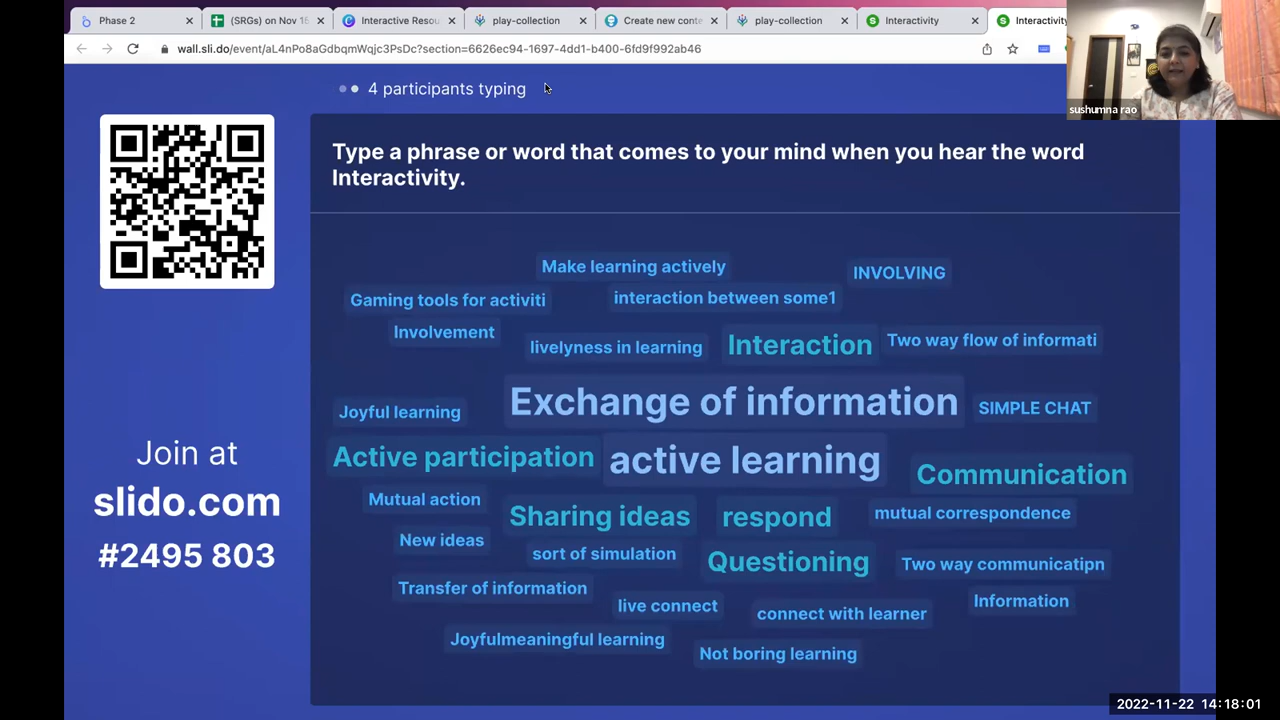 Phase 2
(SRGs) on Nov 18
Interactive Resou
play-collection
Create new conte
play-collection
Interactivity
Interactivity
wall.sli.do/event/aL4nPo8aGdbqmWqjc3PsDc?section=6626ec94-1697-4dd1-b400-6fd9f992ab46
sushumna rao
4 participants typing
Type a phrase or word that comes to your mind when you hear the word
Interactivity.
Make learning actively
INVOLVING
Gaming tools for activiti
interaction between some1
Involvement
livelyness in learning
Interaction
Two way flow of informati
Joyful learning
Exchange of information
SIMPLE CHAT
Active participation
active learning
Communication
Mutual action
Sharing ideas
respond
mutual correspondence
New ideas
sort of simulation
Questioning
Two way communicatipn
Transfer of information
live connect
connect with learner
Information
Joyfulmeaningful learning
Not boring learning
Join at
slido.com
#2495 803
2022-11-22 14:18:01